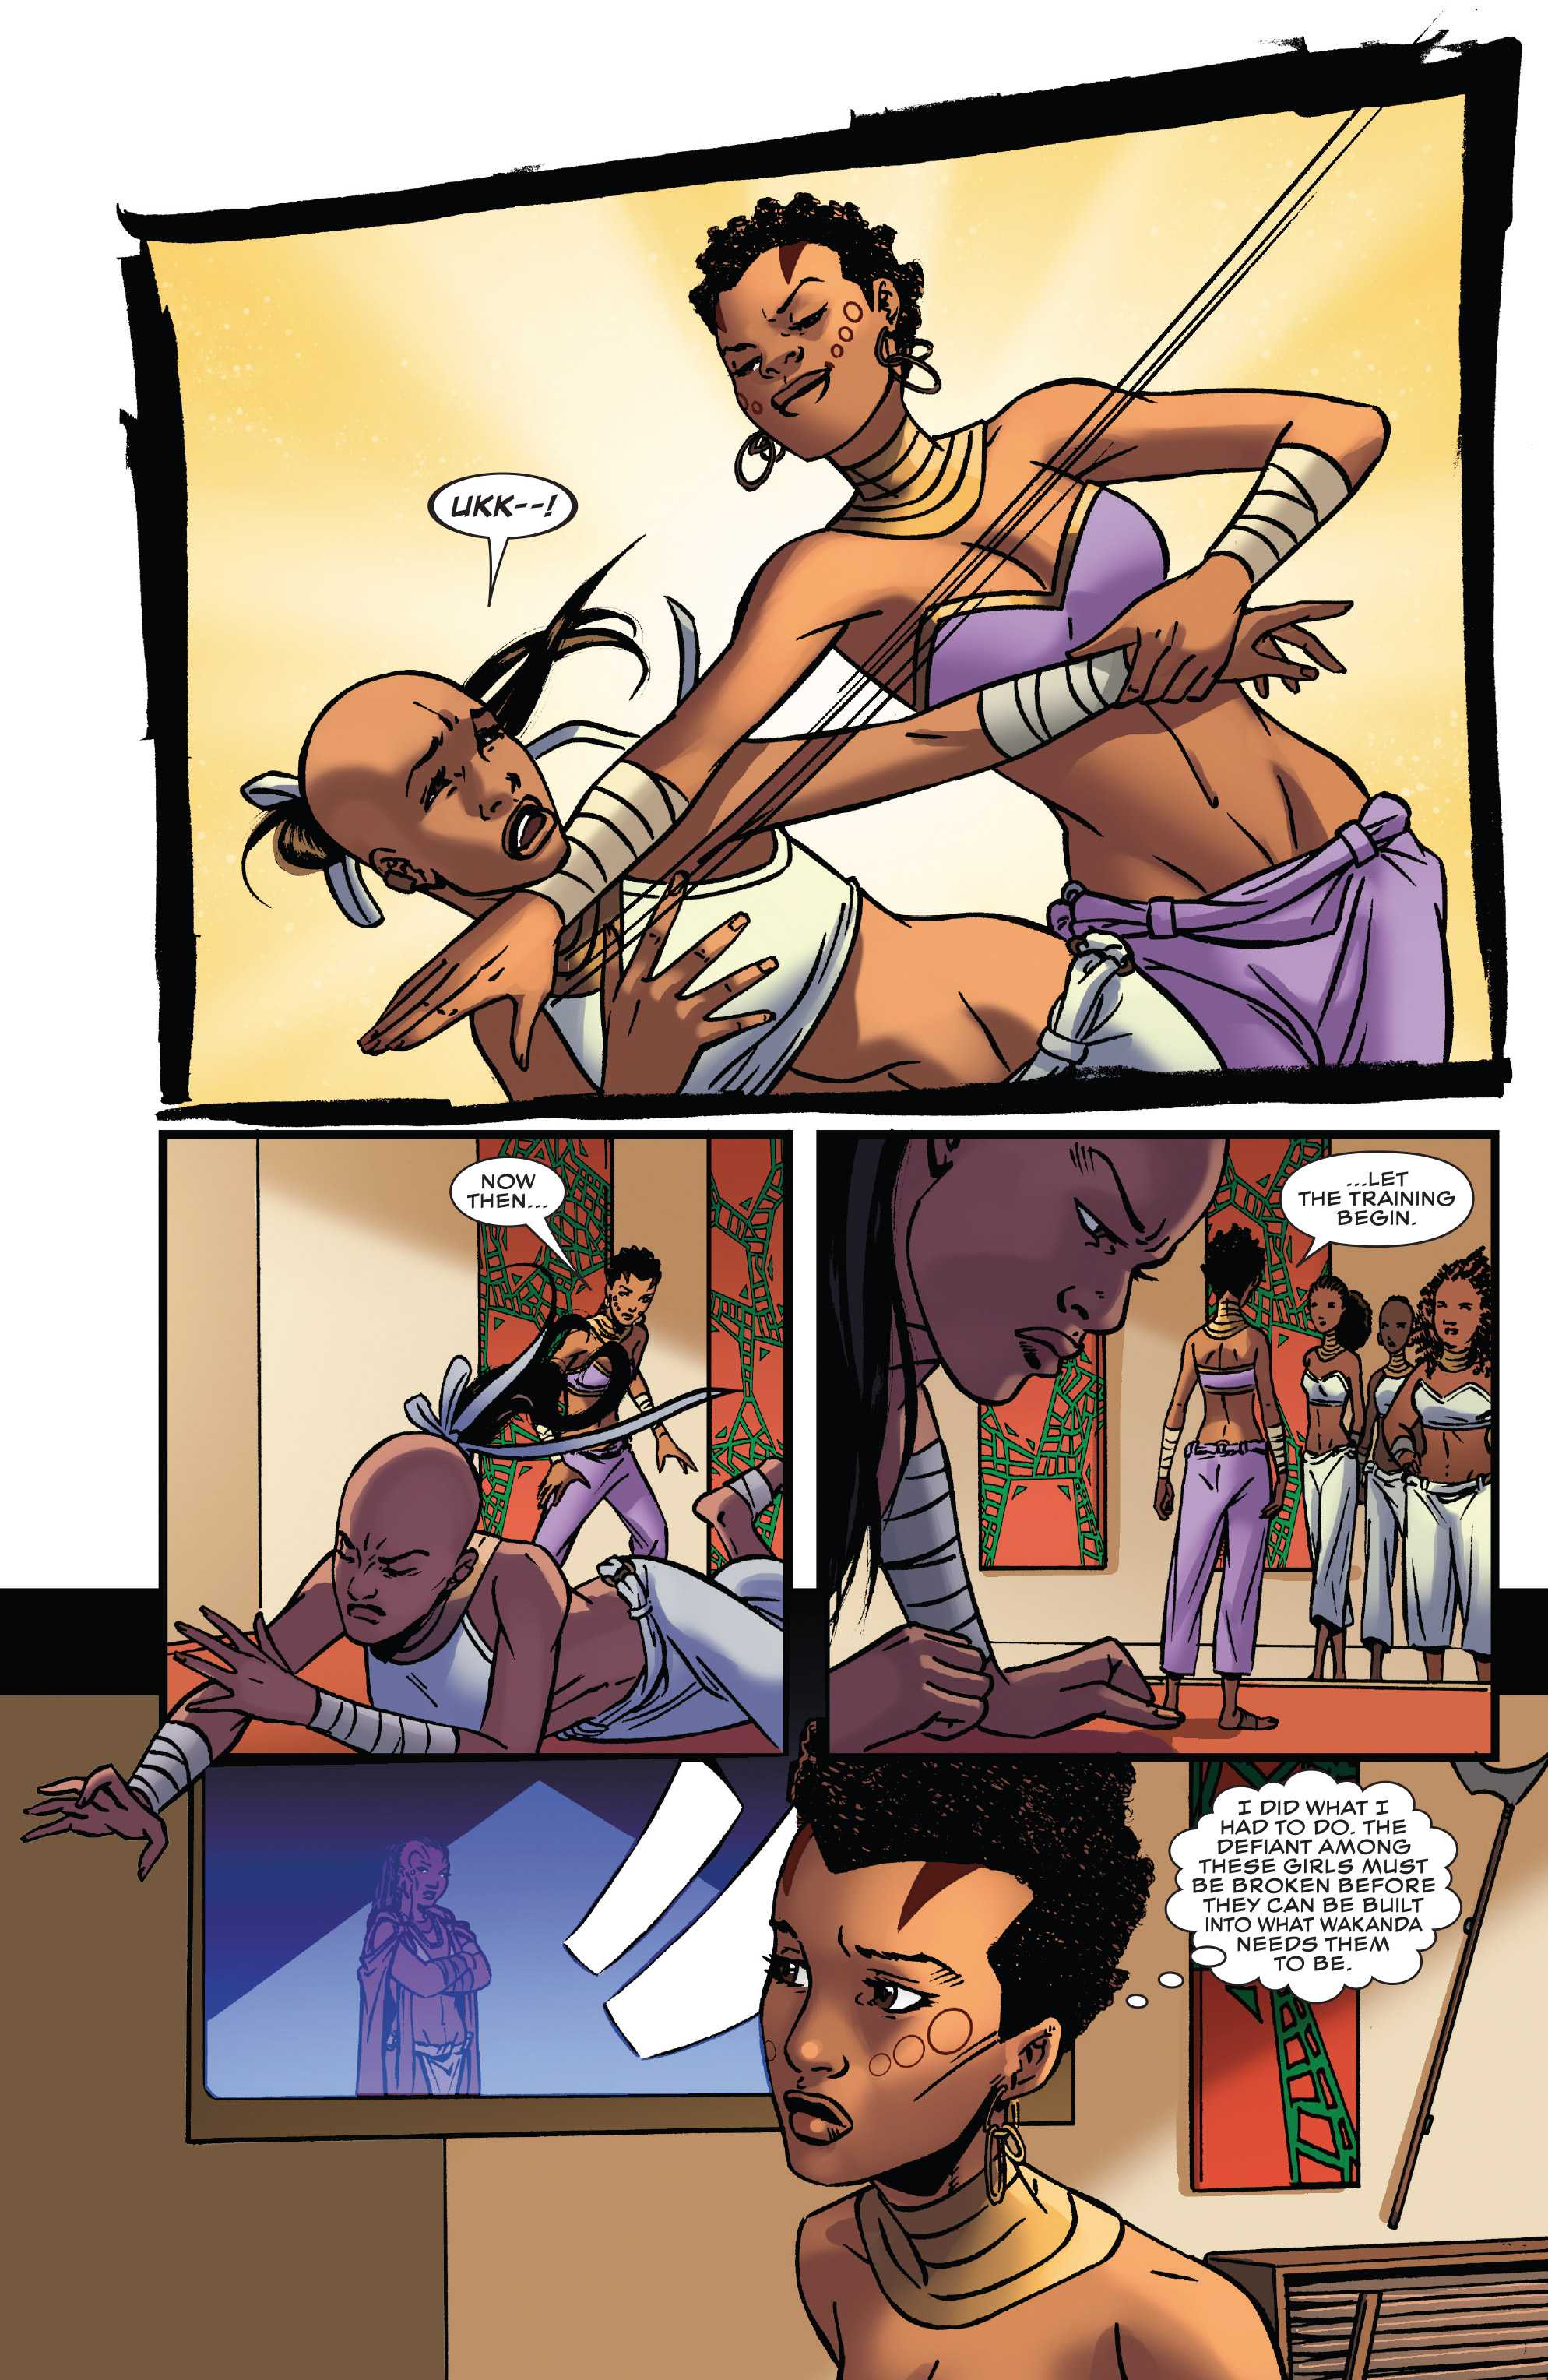 UKK--!
NOW
THEN...
...LET
THE TRAINING
BEGIN.
I DID WHAT I
HAD TO DO. THE
DEFIANT AMONG
THESE GIRLS MUST
BE BROKEN BEFORE
THEY CAN BE BUILT
INTO WHAT WAKANDA
NEEDS THEM
TO BE.